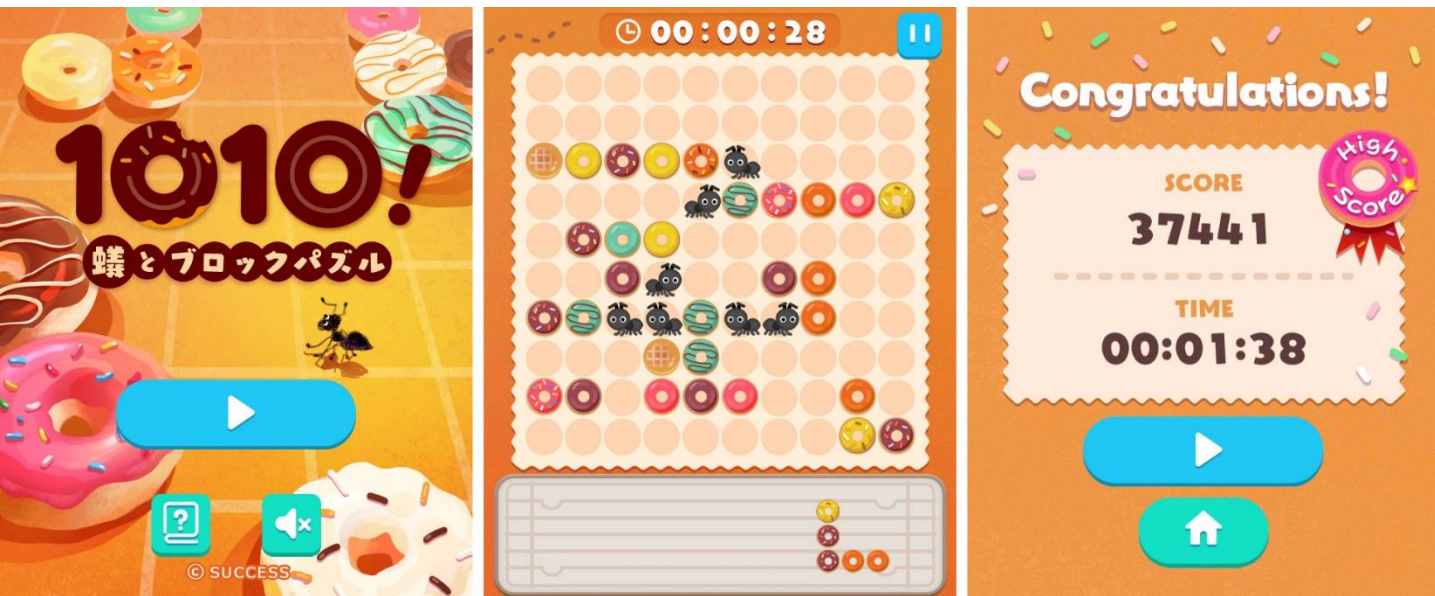 1010!
蟻とブロックパズル
?
© SUCCESS
00:00:28
Congratulations!
High
Score
SCORE
37441
TIME
00:01:38